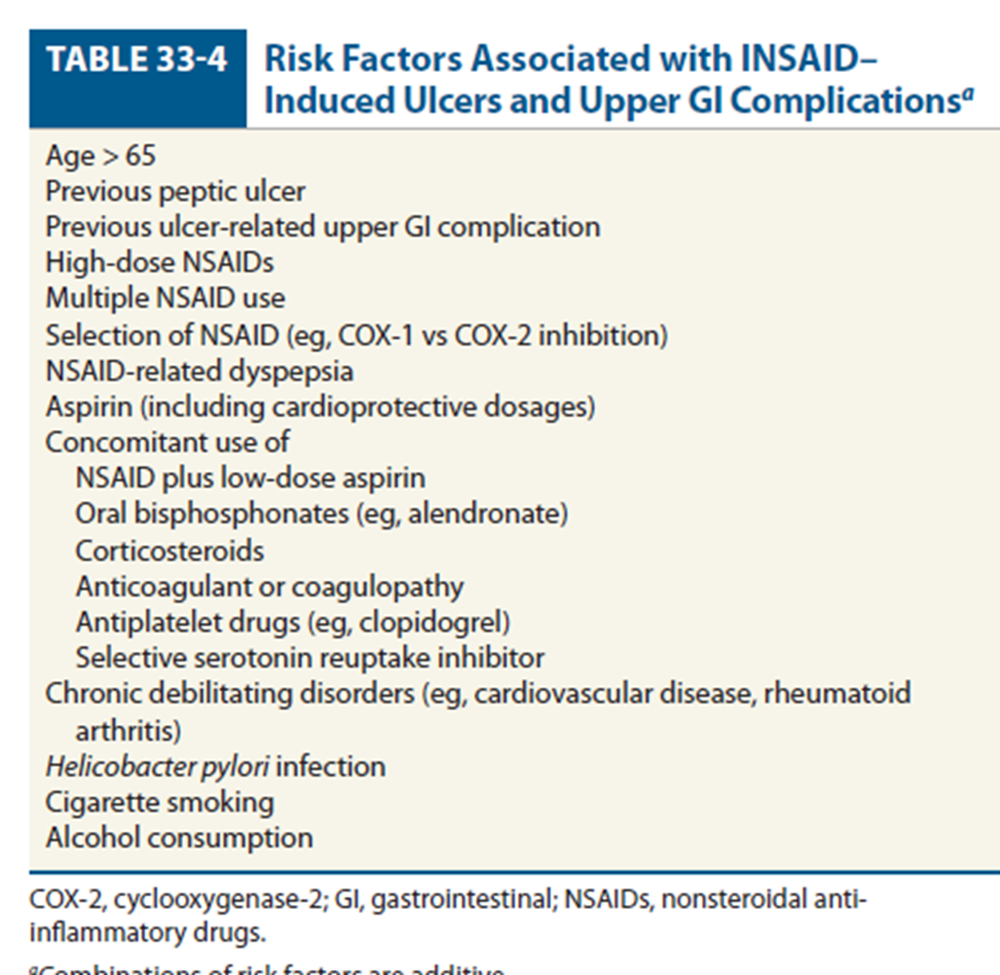 TABLE 33-4
Risk Factors Associated with INSAID–
Induced Ulcers and Upper GI Complicationsa
Age > 65
Previous peptic ulcer
Previous ulcer-related upper GI complication
High-dose NSAIDs
Multiple NSAID use
Selection of NSAID (eg, COX-1 vs COX-2 inhibition)
NSAID-related dyspepsia
Aspirin (including cardioprotective dosages)
Concomitant use of
NSAID plus low-dose aspirin
Oral bisphosphonates (eg, alendronate)
Corticosteroids
Anticoagulant or coagulopathy
Antiplatelet drugs (eg, clopidogrel)
Selective serotonin reuptake inhibitor
Chronic debilitating disorders (eg, cardiovascular disease, rheumatoid
arthritis)
Helicobacter pylori infection
Cigarette smoking
Alcohol consumption
COX-2, cyclooxygenase-2; GI, gastrointestinal; NSAIDs, nonsteroidal anti-
inflammatory drugs.
aCombinations of risk factors are additive